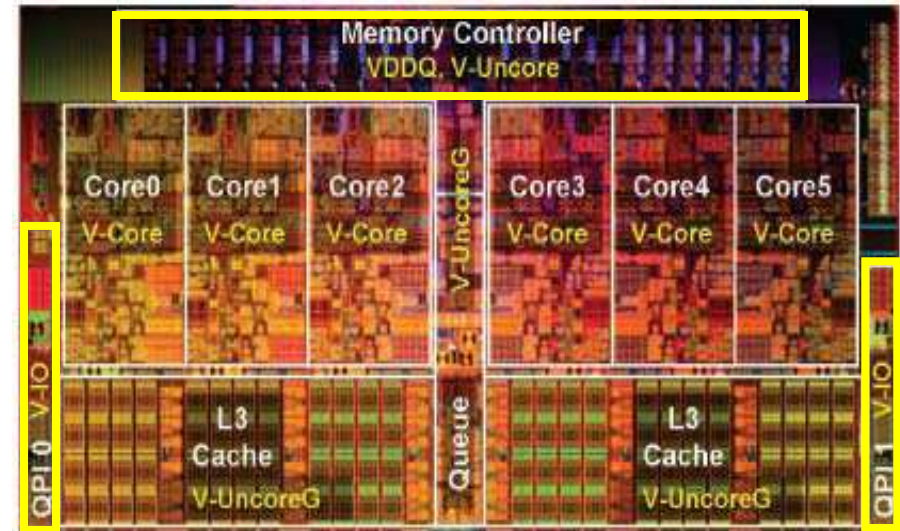 Memory Controller
VDDQ, V-Uncore
Core0
V-Core
Core1
V-Core
Core2
V-Core
V-UncoreG
Core3
V-Core
Core4
V-Core
Core5
V-Core
QPI 0 V-IO
L3
Cache
V-UncoreG
Queue
L3
Cache
V-UncoreG
QPI 1 V-IO